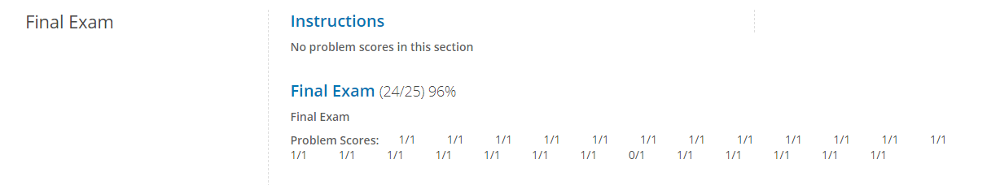 Final Exam
Instructions
No problem scores in this section
Final Exam (24/25) 96%
Final Exam
Problem Scores: 1/1 1/1 1/1 1/1 1/1 1/1 1/1 1/1 1/1 1/1 1/1 1/1
1/1 1/1 1/1 1/1 1/1 1/1 1/1 0/1 1/1 1/1 1/1 1/1 1/1